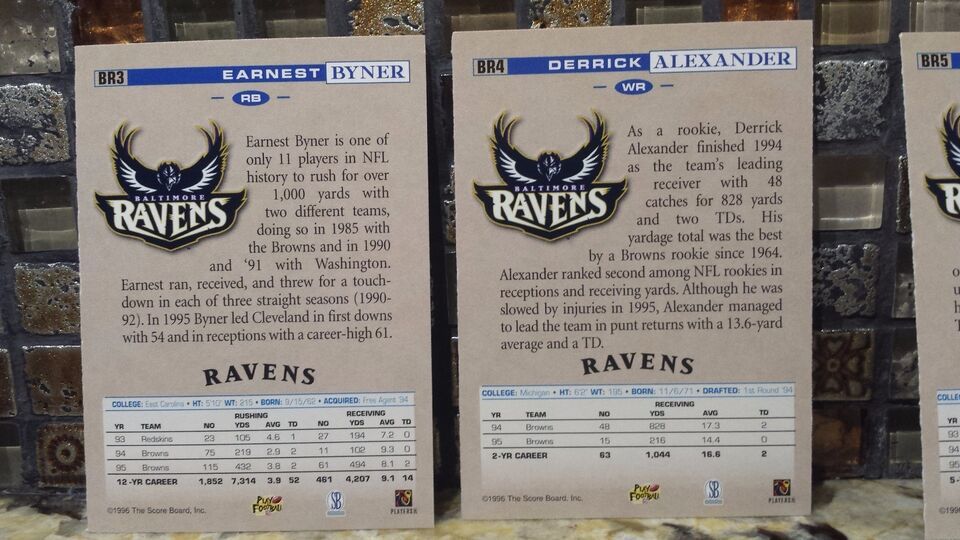 BR3 EARNEST BYNER
RB
BALTIMORE
RAVENS
Earnest Byner is one of
only 11 players in NFL
history to rush for over
1,000 yards with
two different teams,
doing so in 1985 with
the Browns and in 1990
and '91 with Washington.
Earnest ran, received, and threw for a touch-
down in each of three straight seasons (1990-
92). In 1995 Byner led Cleveland in first downs
with 54 and in receptions with a career-high 61.
RAVENS
COLLEGE: East Carolina • HT: 5'10" WT: 215 • BORN: 9/15/62 • ACQUIRED: Free Agent '94
RUSHING RECEIVING
YR TEAM NO YDS AVG TD NO YDS AVG TD
93 Redskins 23 105 4.6 1 27 194 7.2 0
94 Browns 75 219 2.9 2 11 102 9.3 0
95 Browns 115 432 3.8 2 61 494 8.1 2
12-YR CAREER 1,852 7,314 3.9 52 461 4,207 9.1 14
©1996 The Score Board, Inc.
PLAY FOOTBALL
SB
PLAYERS
BR4 DERRICK ALEXANDER
WR
BALTIMORE
RAVENS
As a rookie, Derrick
Alexander finished 1994
as the team's leading
receiver with 48
catches for 828 yards
and two TDs. His
yardage total was the best
by a Browns rookie since 1964.
Alexander ranked second among NFL rookies in
receptions and receiving yards. Although he was
slowed by injuries in 1995, Alexander managed
to lead the team in punt returns with a 13.6-yard
average and a TD.
RAVENS
COLLEGE: Michigan • HT: 6'2" WT: 195 • BORN: 11/6/71 • DRAFTED: 1st Round '94
RECEIVING
YR TEAM NO YDS AVG TD
94 Browns 48 828 17.3 2
95 Browns 15 216 14.4 0
2-YR CAREER 63 1,044 16.6 2
©1996 The Score Board, Inc.
PLAY FOOTBALL
SB
PLAYERS
BR5
COLLE
YR
93
94
95
5-
©199